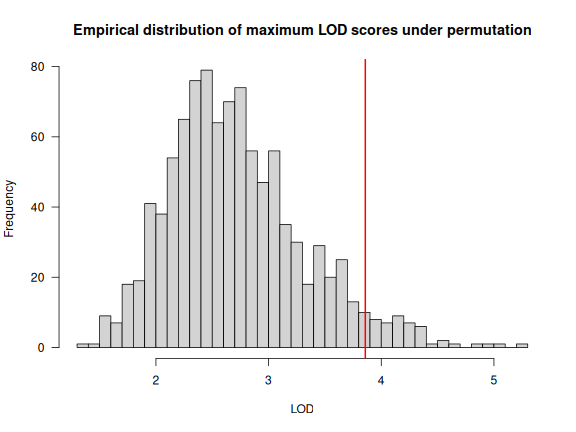 Empirical distribution of maximum LOD scores under permutation
Frequency
80
60
40
20
0
2 3 4 5
LOD